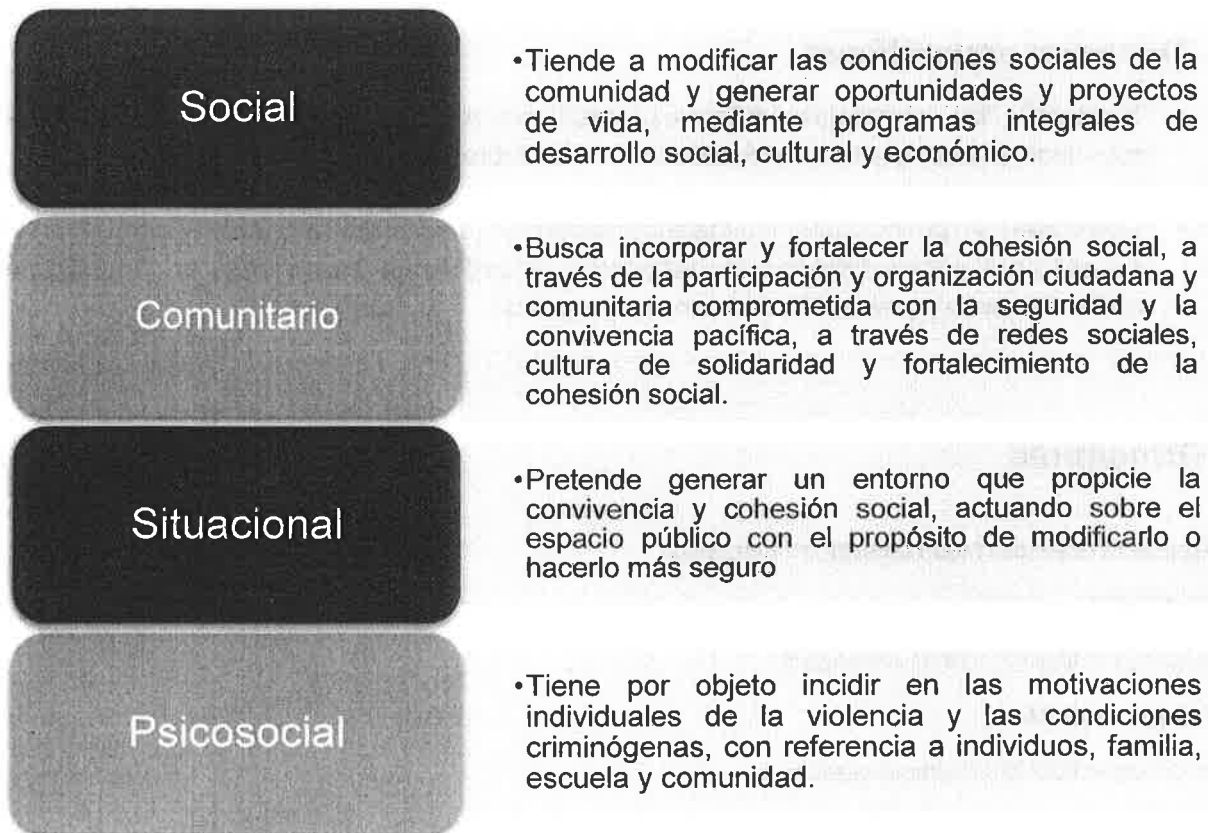 Social
•Tiende a modificar las condiciones sociales de la
comunidad y generar oportunidades y proyectos
de vida, mediante programas integrales de
desarrollo social, cultural y económico.
Comunitario
•Busca incorporar y fortalecer la cohesión social, a
través de la participación y organización ciudadana y
comunitaria comprometida con la seguridad y la
convivencia pacífica, a través de redes sociales,
cultura de solidaridad y fortalecimiento de la
cohesión social.
Situacional
•Pretende generar un entorno que propicie la
convivencia y cohesión social, actuando sobre el
espacio público con el propósito de modificarlo o
hacerlo más seguro
Psicosocial
•Tiene por objeto incidir en las motivaciones
individuales de la violencia y las condiciones
criminógenas, con referencia a individuos, familia,
escuela y comunidad.